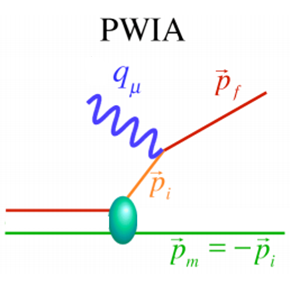 PWIA
q_μ
p⃗_f
p⃗_i
p⃗_m = −p⃗_i